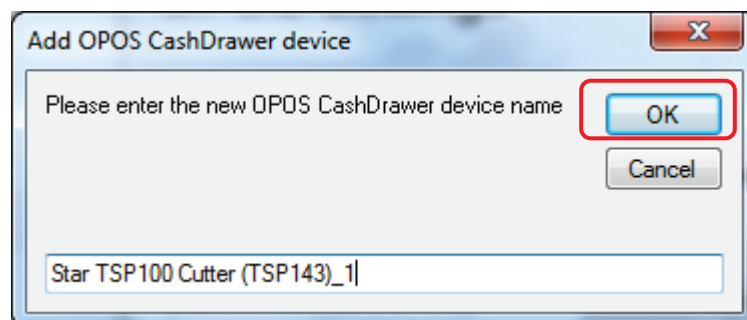 Add OPOS CashDrawer device
Please enter the new OPOS CashDrawer device name
OK
Cancel
Star TSP100 Cutter (TSP143)_1